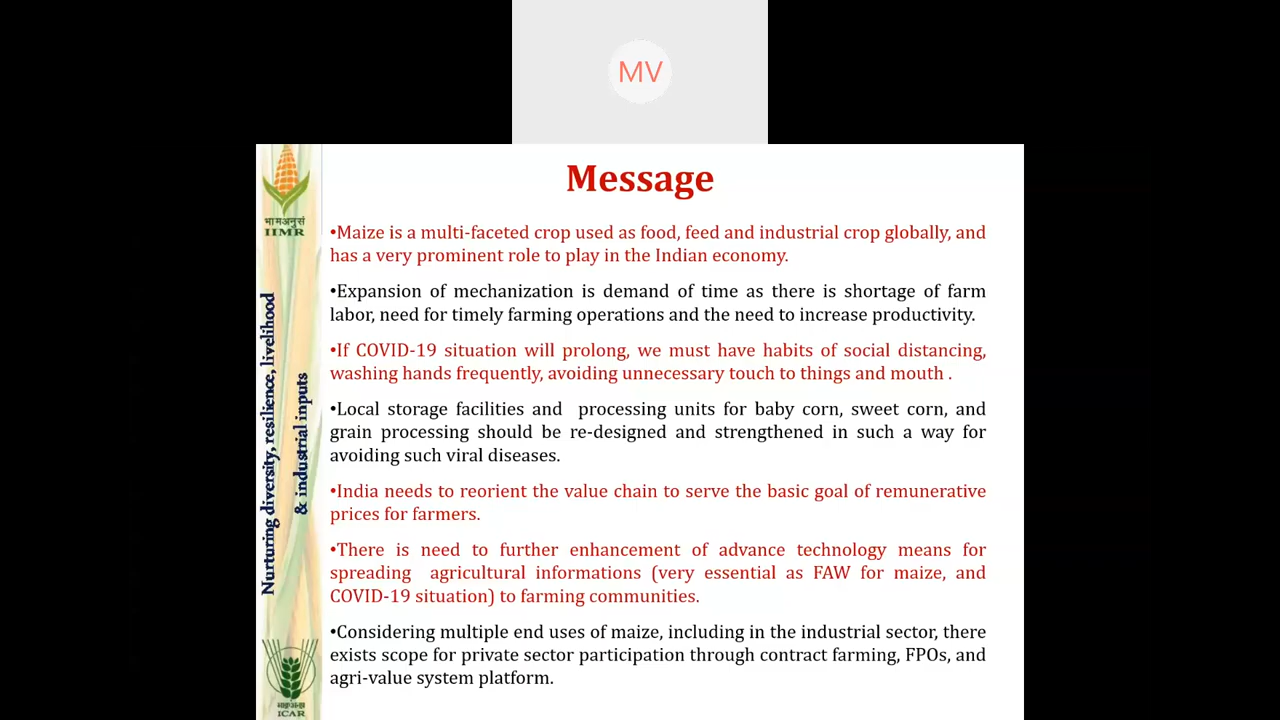 MV
Message
भा म अनु सं
IIMR
Nurturing diversity, resilience, livelihood
& industrial inputs
•Maize is a multi-faceted crop used as food, feed and industrial crop globally, and
has a very prominent role to play in the Indian economy.
•Expansion of mechanization is demand of time as there is shortage of farm
labor, need for timely farming operations and the need to increase productivity.
•If COVID-19 situation will prolong, we must have habits of social distancing,
washing hands frequently, avoiding unnecessary touch to things and mouth .
•Local storage facilities and processing units for baby corn, sweet corn, and
grain processing should be re-designed and strengthened in such a way for
avoiding such viral diseases.
•India needs to reorient the value chain to serve the basic goal of remunerative
prices for farmers.
•There is need to further enhancement of advance technology means for
spreading agricultural informations (very essential as FAW for maize, and
COVID-19 situation) to farming communities.
•Considering multiple end uses of maize, including in the industrial sector, there
exists scope for private sector participation through contract farming, FPOs, and
agri-value system platform.
ICAR